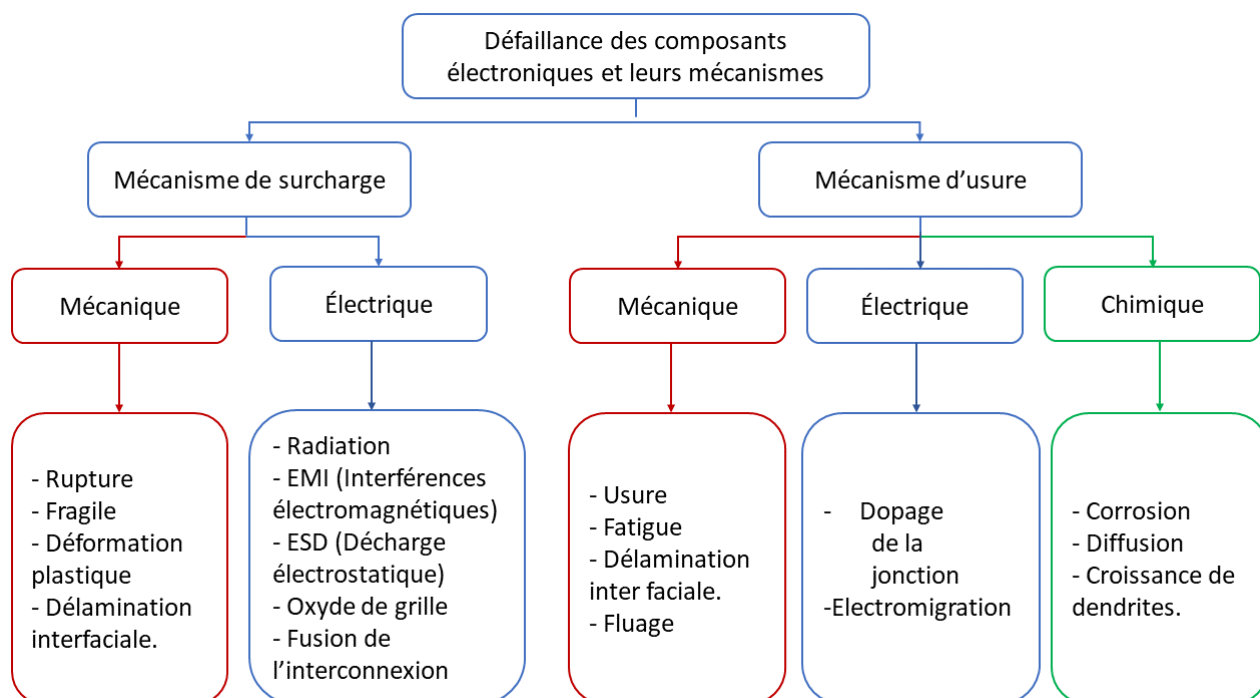 Défaillance des composants
électroniques et leurs mécanismes
Mécanisme de surcharge
Mécanisme d'usure
Mécanique
Électrique
Mécanique
Électrique
Chimique
- Rupture
- Fragile
- Déformation
plastique
- Délamination
interfaciale.
- Radiation
- EMI (Interférences
électromagnétiques)
- ESD (Décharge
électrostatique)
- Oxyde de grille
- Fusion de
l'interconnexion
- Usure
- Fatigue
- Délamination
inter faciale.
- Fluage
- Dopage
de la
jonction
-Electromigration
- Corrosion
- Diffusion
- Croissance de
dendrites.